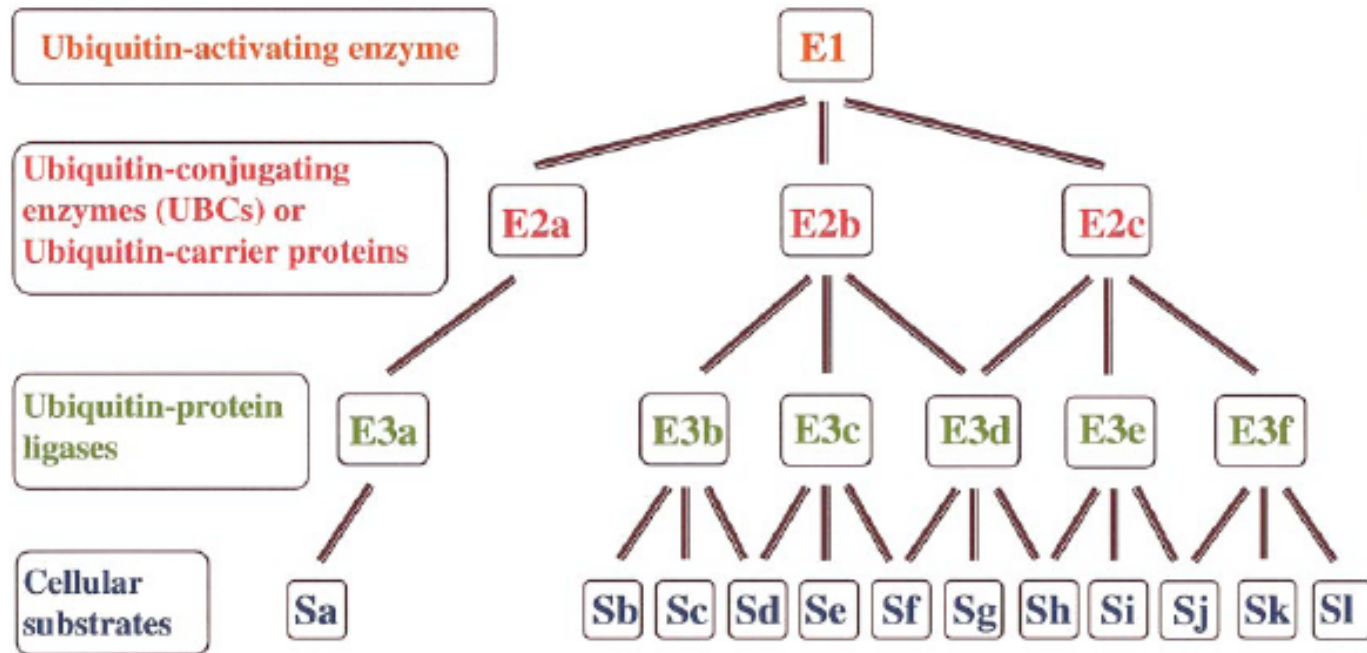 Ubiquitin-activating enzyme
E1
Ubiquitin-conjugating
enzymes (UBCs) or
Ubiquitin-carrier proteins
E2a E2b E2c
Ubiquitin-protein
ligases
E3a E3b E3c E3d E3e E3f
Cellular
substrates
Sa Sb Sc Sd Se Sf Sg Sh Si Sj Sk Sl